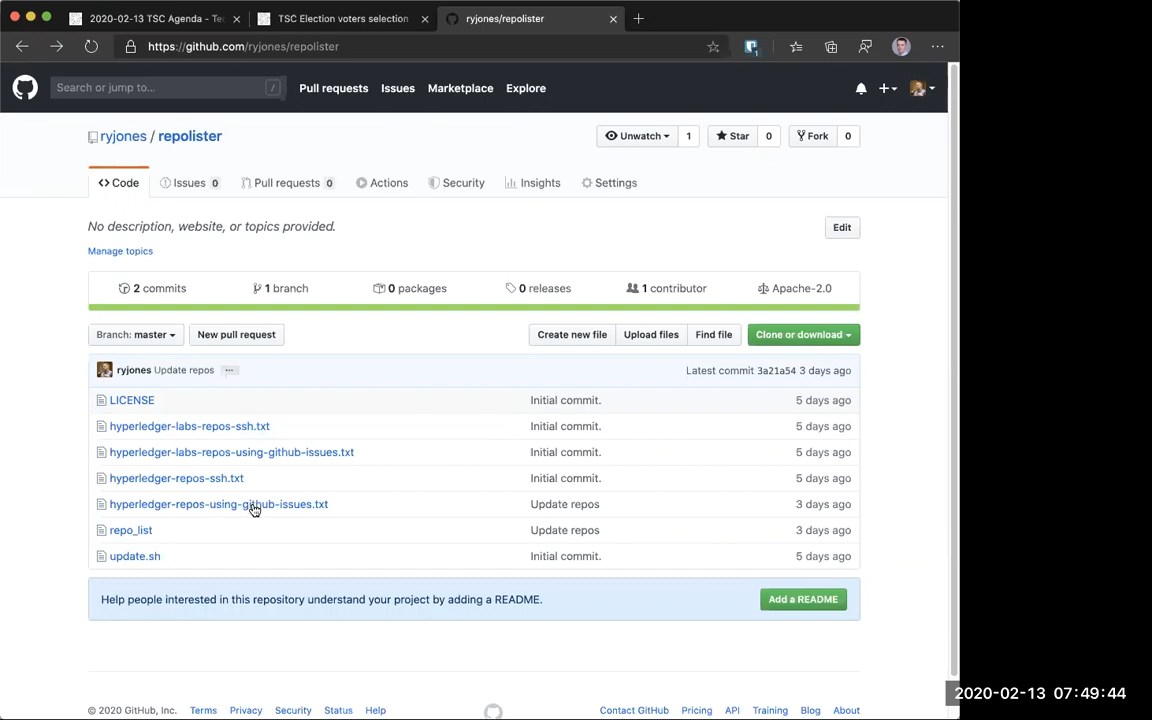 2020-02-13 TSC Agenda - Tec
TSC Election voters selection
ryjones/repolister
https://github.com/ryjones/repolister
1
Search or jump to... /
Pull requests Issues Marketplace Explore
ryjones / repolister
Unwatch 1 Star 0 Fork 0
Code Issues 0 Pull requests 0 Actions Security Insights Settings
No description, website, or topics provided.
Edit
Manage topics
2 commits 1 branch 0 packages 0 releases 1 contributor Apache-2.0
Branch: master New pull request Create new file Upload files Find file Clone or download
ryjones Update repos ... Latest commit 3a21a54 3 days ago
LICENSE Initial commit. 5 days ago
hyperledger-labs-repos-ssh.txt Initial commit. 5 days ago
hyperledger-labs-repos-using-github-issues.txt Initial commit. 5 days ago
hyperledger-repos-ssh.txt Initial commit. 5 days ago
hyperledger-repos-using-github-issues.txt Update repos 3 days ago
repo_list Update repos 3 days ago
update.sh Initial commit. 5 days ago
Help people interested in this repository understand your project by adding a README. Add a README
© 2020 GitHub, Inc. Terms Privacy Security Status Help Contact GitHub Pricing API Training Blog About
2020-02-13 07:49:44